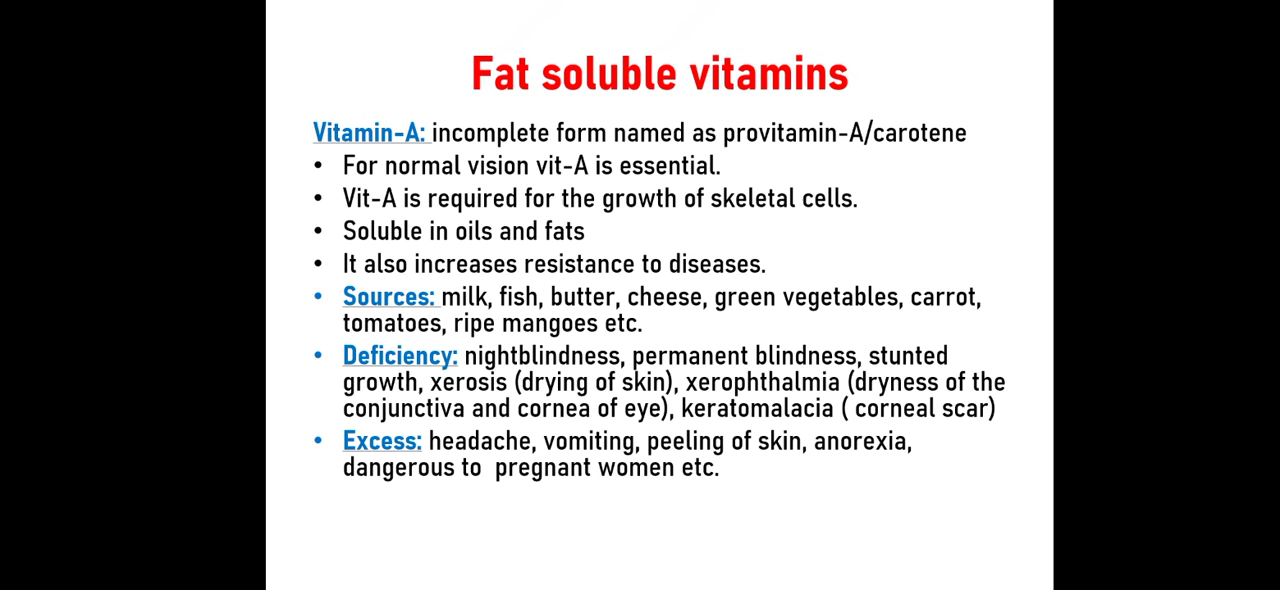 Fat soluble vitamins
Vitamin-A: incomplete form named as provitamin-A/carotene
• For normal vision vit-A is essential.
• Vit-A is required for the growth of skeletal cells.
• Soluble in oils and fats
• It also increases resistance to diseases.
• Sources: milk, fish, butter, cheese, green vegetables, carrot,
tomatoes, ripe mangoes etc.
• Deficiency: nightblindness, permanent blindness, stunted
growth, xerosis (drying of skin), xerophthalmia (dryness of the
conjunctiva and cornea of eye), keratomalacia ( corneal scar)
• Excess: headache, vomiting, peeling of skin, anorexia,
dangerous to  pregnant women etc.